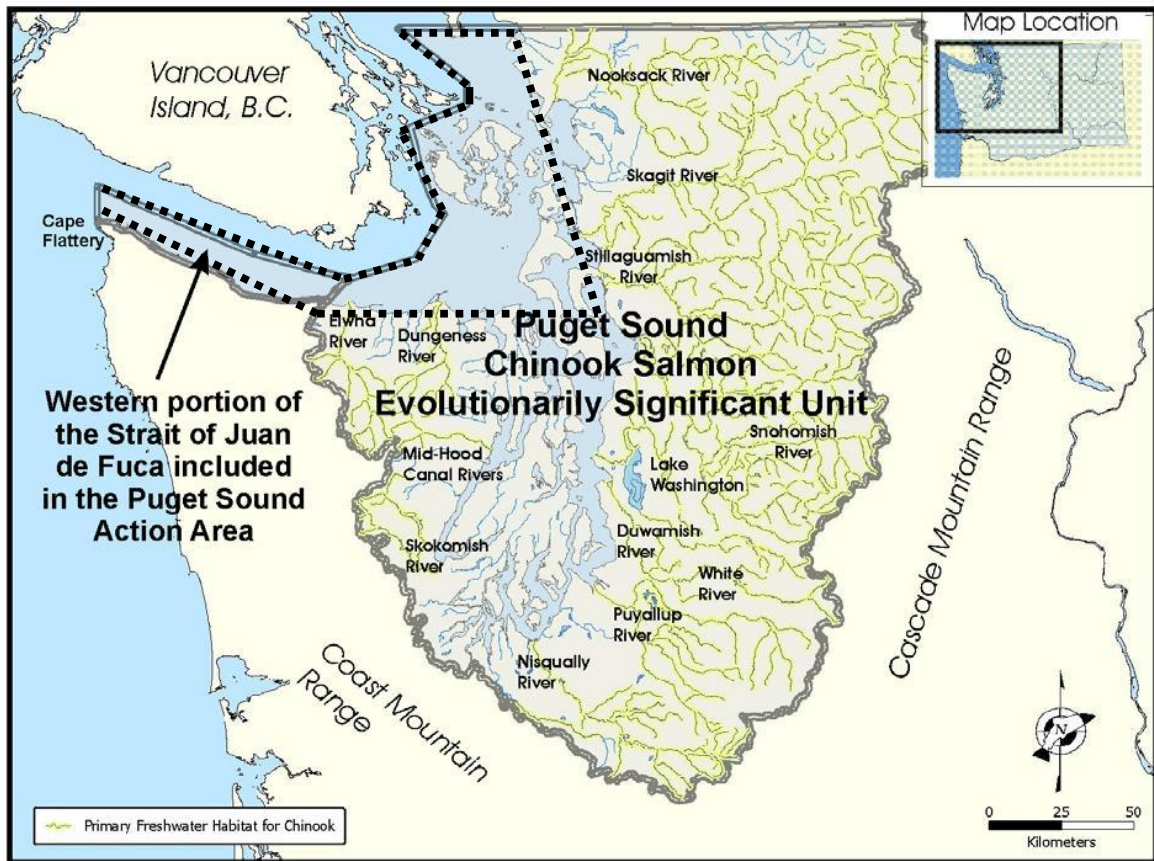 Map Location
Vancouver
Island, B.C.
Nooksack River
Skagit River
Cape
Flattery
Stillaguamish
River
Elwha
River
Dungeness
River
Puget Sound
Chinook Salmon
Evolutionarily Significant Unit
Western portion of
the Strait of Juan
de Fuca included
in the Puget Sound
Action Area
Snohomish
River
Mid-Hood
Canal Rivers
Lake
Washington
Cascade Mountain Range
Duwamish
River
Skokomish
River
White
River
Puyallup
River
Nisqually
River
Coast Mountain
Range
N
Primary Freshwater Habitat for Chinook
0 25 50
Kilometers